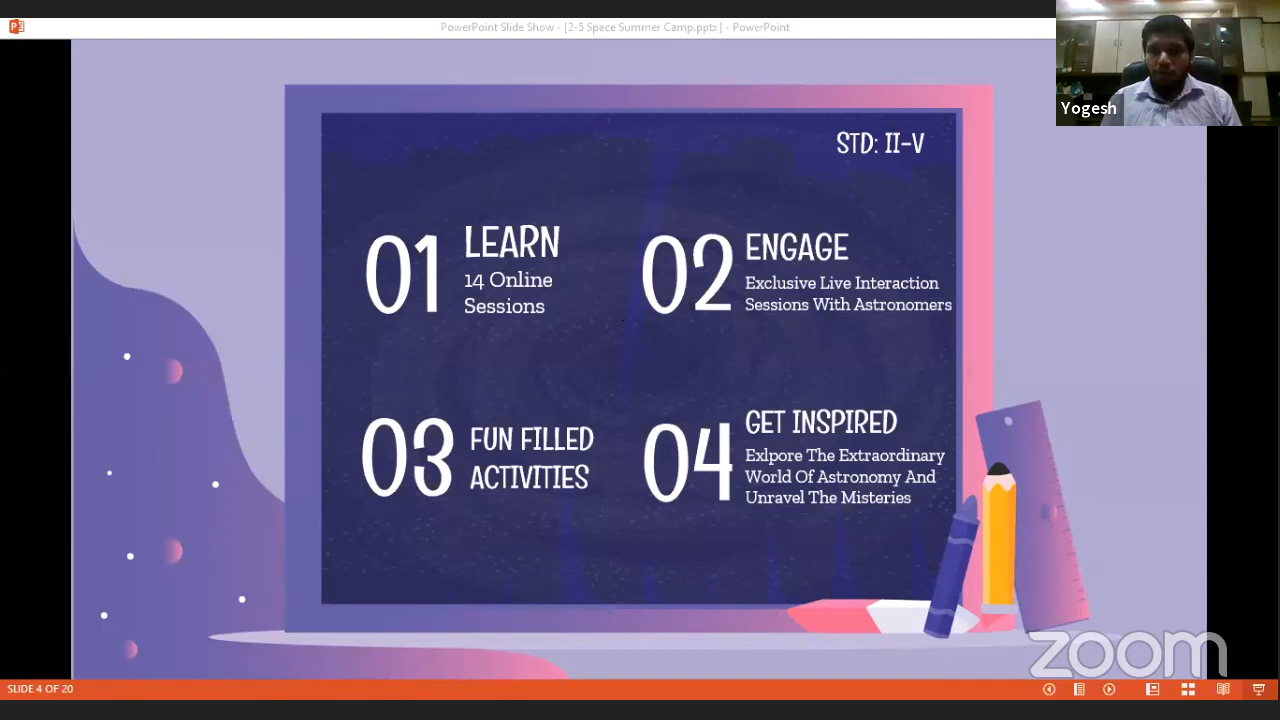 PowerPoint Slide Show - [2-5 Space Summer Camp.pptx] - PowerPoint
Yogesh
STD: II-V
01
LEARN
14 Online
Sessions
02
ENGAGE
Exclusive Live Interaction
Sessions With Astronomers
03
FUN FILLED
ACTIVITIES
04
GET INSPIRED
Exlpore The Extraordinary
World Of Astronomy And
Unravel The Misteries
zoom
SLIDE 4 OF 20